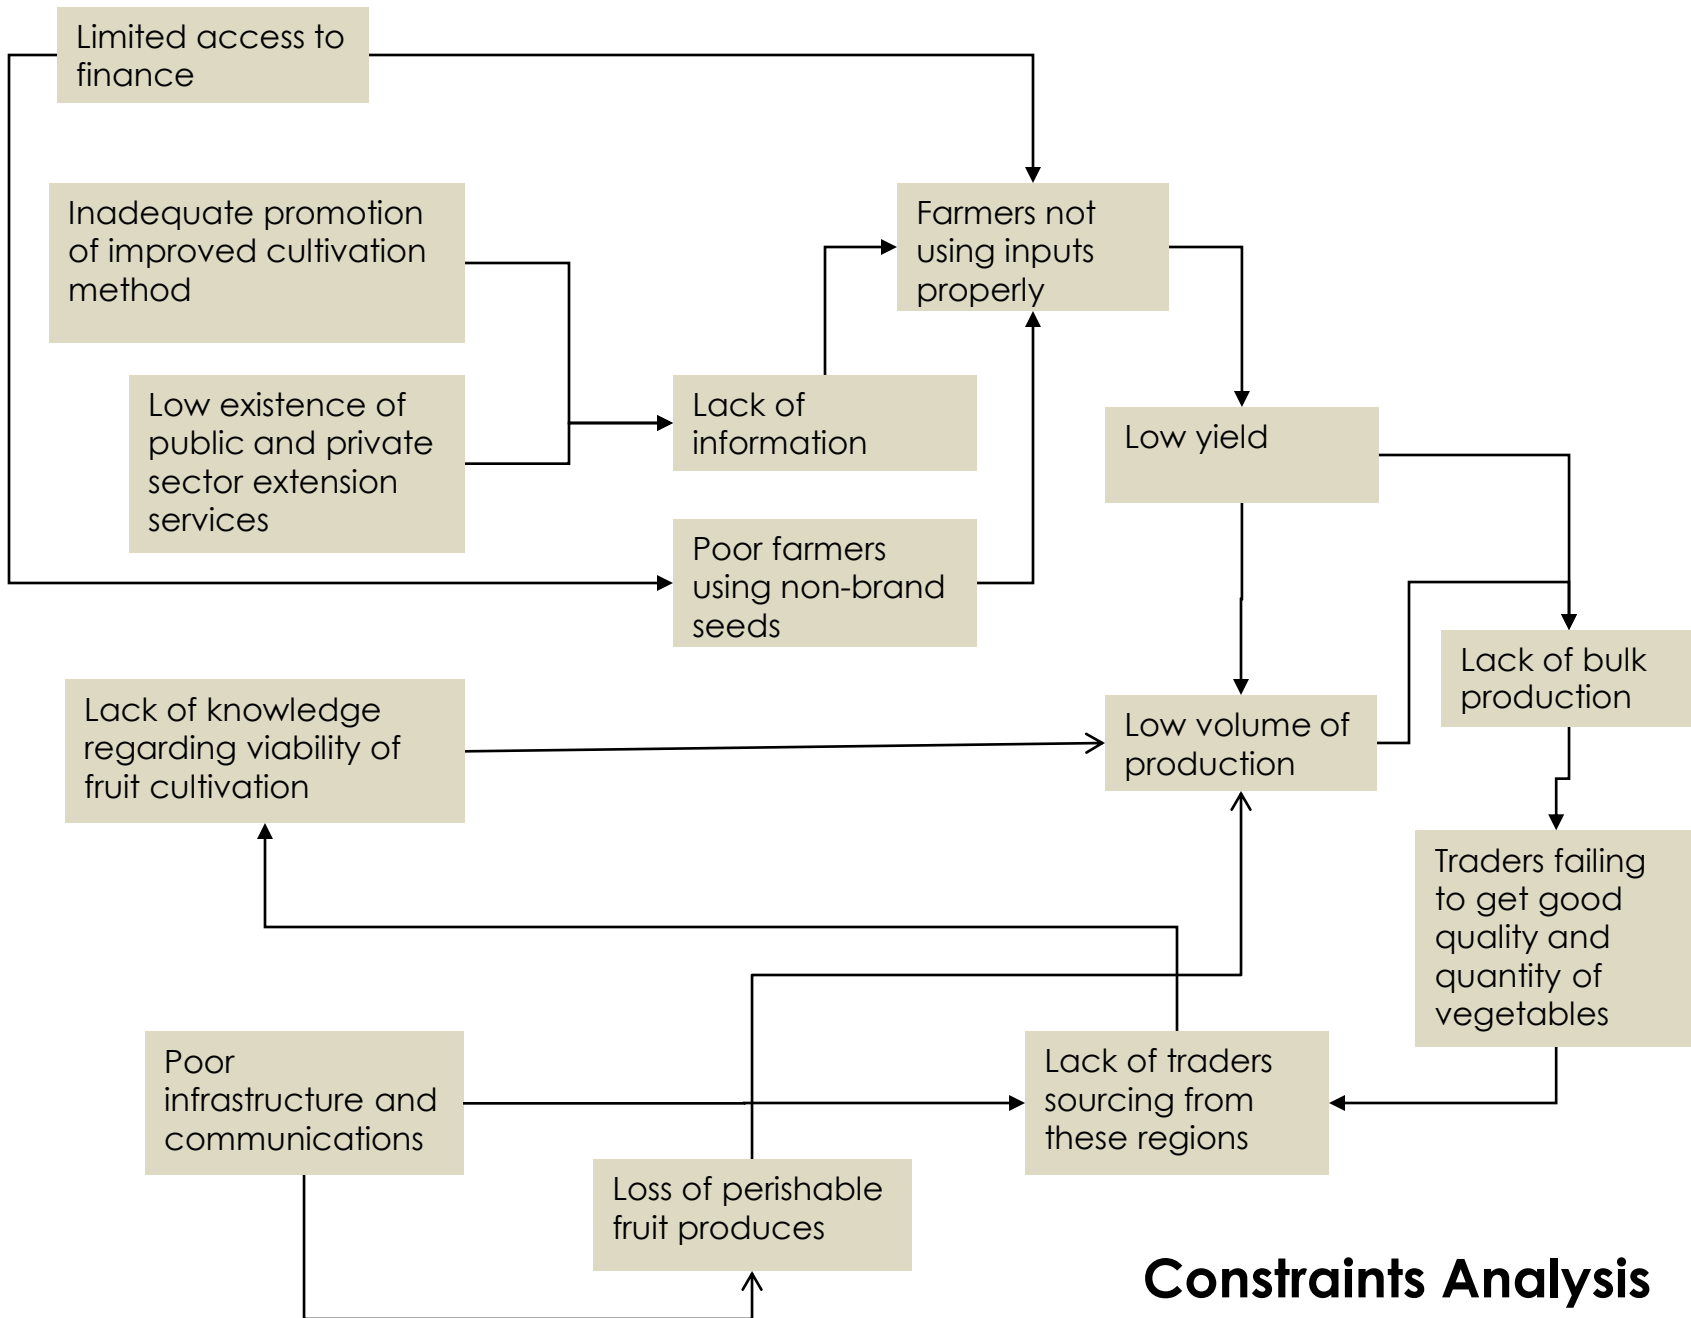 Limited access to
finance
Inadequate promotion
of improved cultivation
method
Farmers not
using inputs
properly
Low existence of
public and private
sector extension
services
Lack of
information
Low yield
Poor farmers
using non-brand
seeds
Lack of bulk
production
Lack of knowledge
regarding viability of
fruit cultivation
Low volume of
production
Traders failing
to get good
quality and
quantity of
vegetables
Poor
infrastructure and
communications
Lack of traders
sourcing from
these regions
Loss of perishable
fruit produces
Constraints Analysis